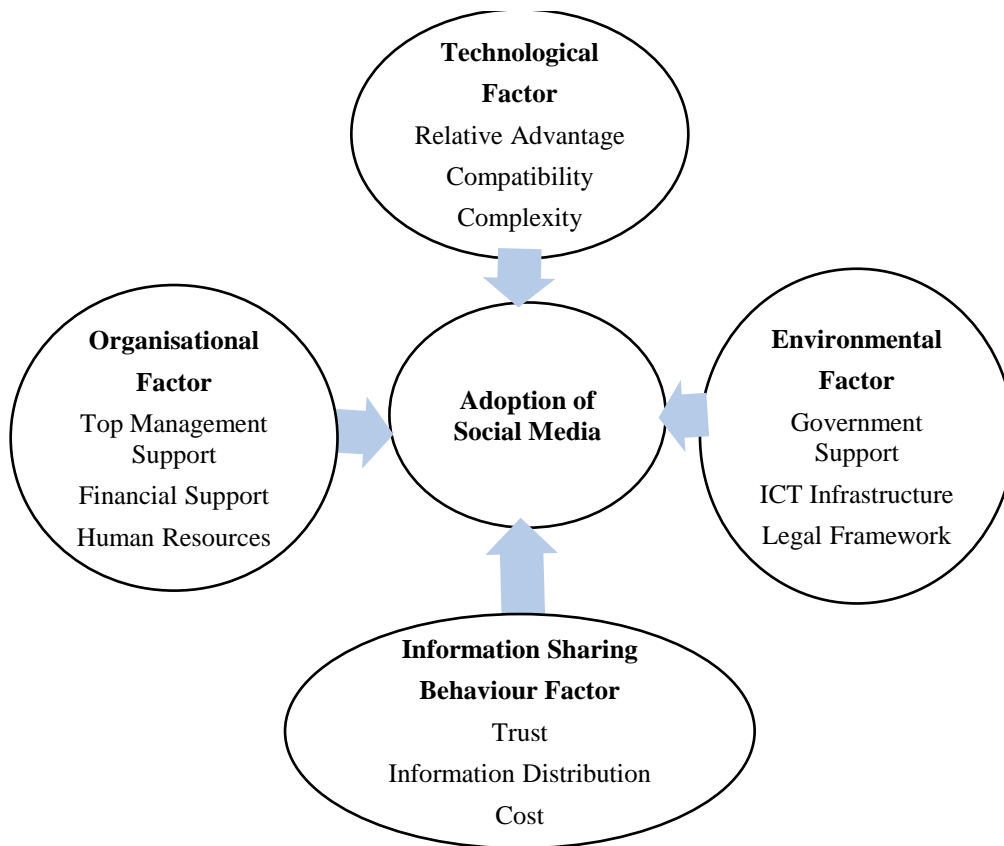 Technological
Factor
Relative Advantage
Compatibility
Complexity
Organisational
Factor
Top Management
Support
Financial Support
Human Resources
Adoption of
Social Media
Environmental
Factor
Government
Support
ICT Infrastructure
Legal Framework
Information Sharing
Behaviour Factor
Trust
Information Distribution
Cost